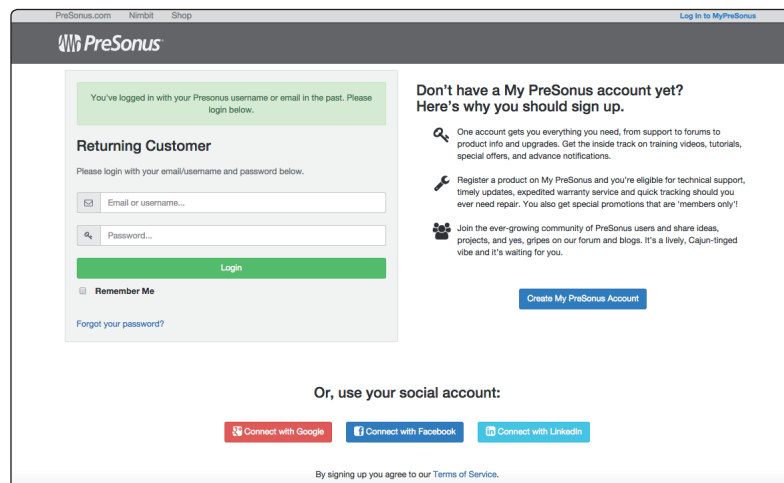 PreSonus.com Nimbit Shop Log In to MyPreSonus
PreSonus
You've logged in with your Presonus username or email in the past. Please
login below.
Returning Customer
Please login with your email/username and password below.
Email or username...
Password...
Login
Remember Me
Forgot your password?
Don't have a My PreSonus account yet?
Here's why you should sign up.
One account gets you everything you need, from support to forums to
product info and upgrades. Get the inside track on training videos, tutorials,
special offers, and advance notifications.
Register a product on My PreSonus and you're eligible for technical support,
timely updates, expedited warranty service and quick tracking should you
ever need repair. You also get special promotions that are 'members only'!
Join the ever-growing community of PreSonus users and share ideas,
projects, and yes, gripes on our forum and blogs. It's a lively, Cajun-tinged
vibe and it's waiting for you.
Create My PreSonus Account
Or, use your social account:
Connect with Google Connect with Facebook Connect with LinkedIn
By signing up you agree to our Terms of Service.